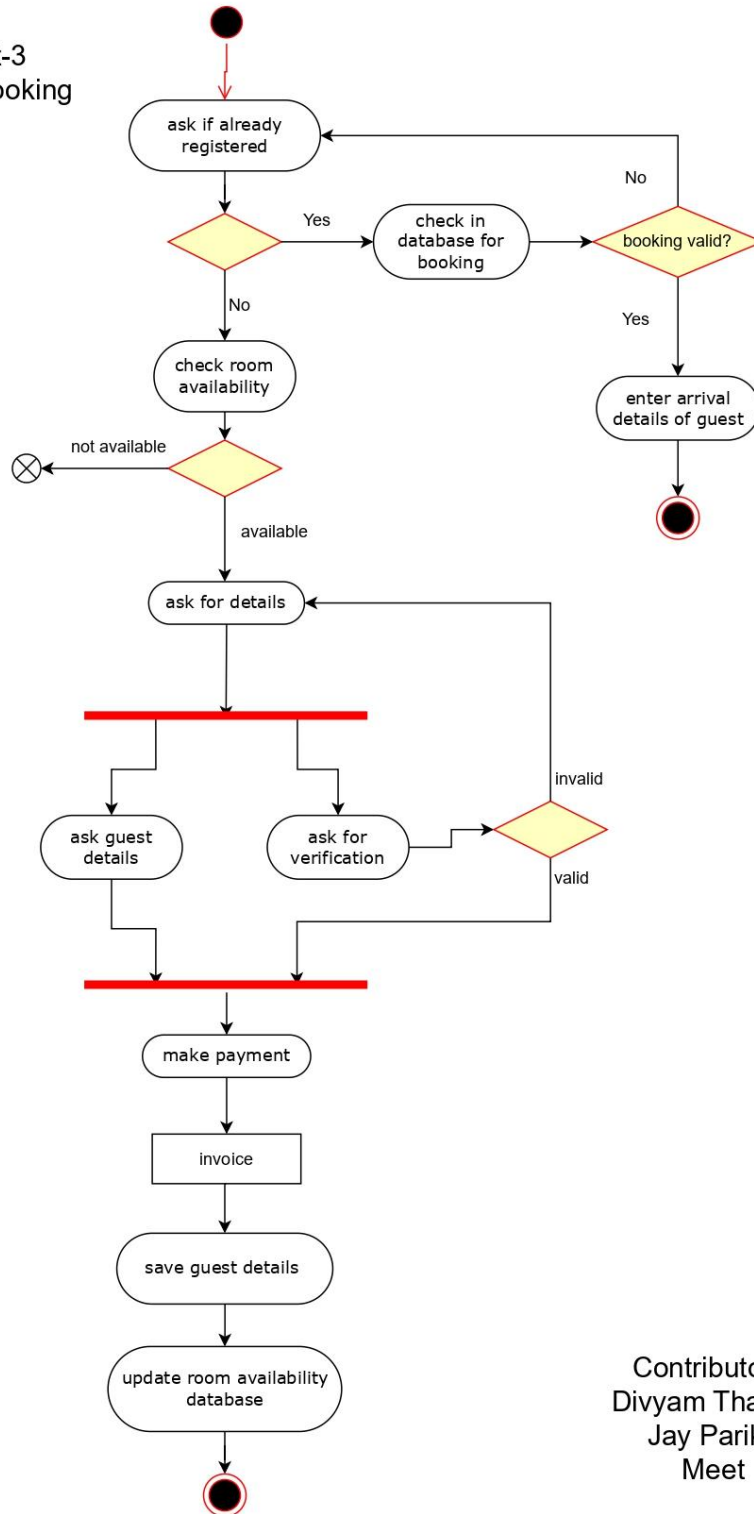 ask if already
registered
No
Yes
check in
database for
booking
booking valid?
No
Yes
check room
availability
enter arrival
details of guest
not available
available
ask for details
invalid
ask guest
details
ask for
verification
valid
make payment
invoice
save guest details
update room availability
database
Divyam
Jay
Meet